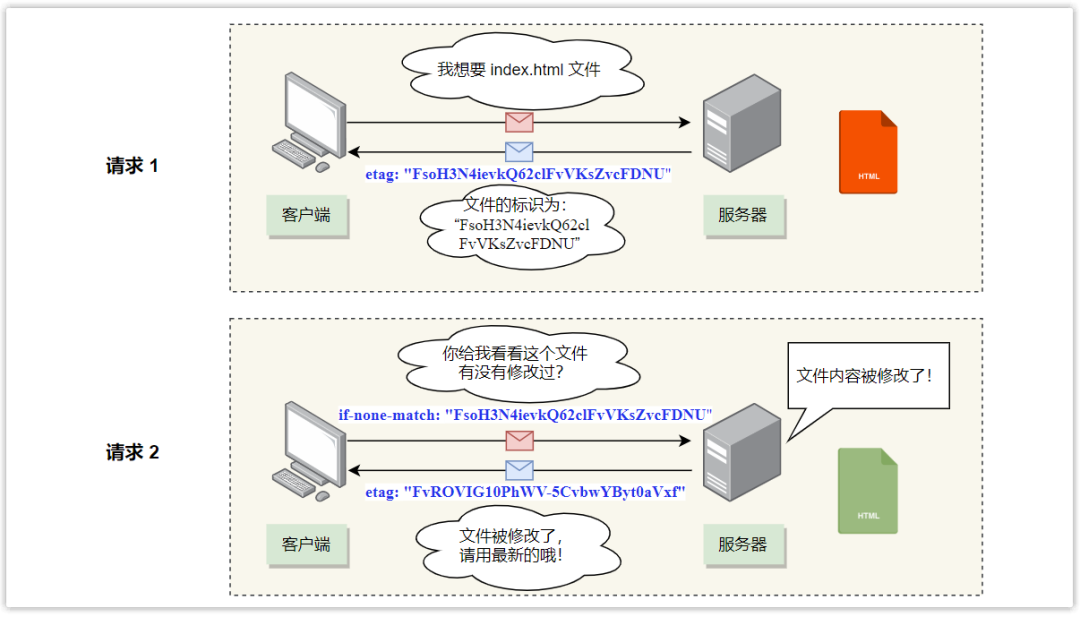 我想要 index.html 文件
etag: "FsoH3N4ievkQ62clFvVKsZvcFDNU"
请求 1
HTML
文件的标识为：
“FsoH3N4ievkQ62cl
FvVKsZvcFDNU”
客户端
服务器
你给我看看这个文件
有没有修改过？
文件内容被修改了！
if-none-match: "FsoH3N4ievkQ62clFvVKsZvcFDNU"
请求 2
etag: "FvROVIG10PhWV-5CvbwYByt0aVxf"
HTML
文件被修改了，
请用最新的哦！
客户端
服务器